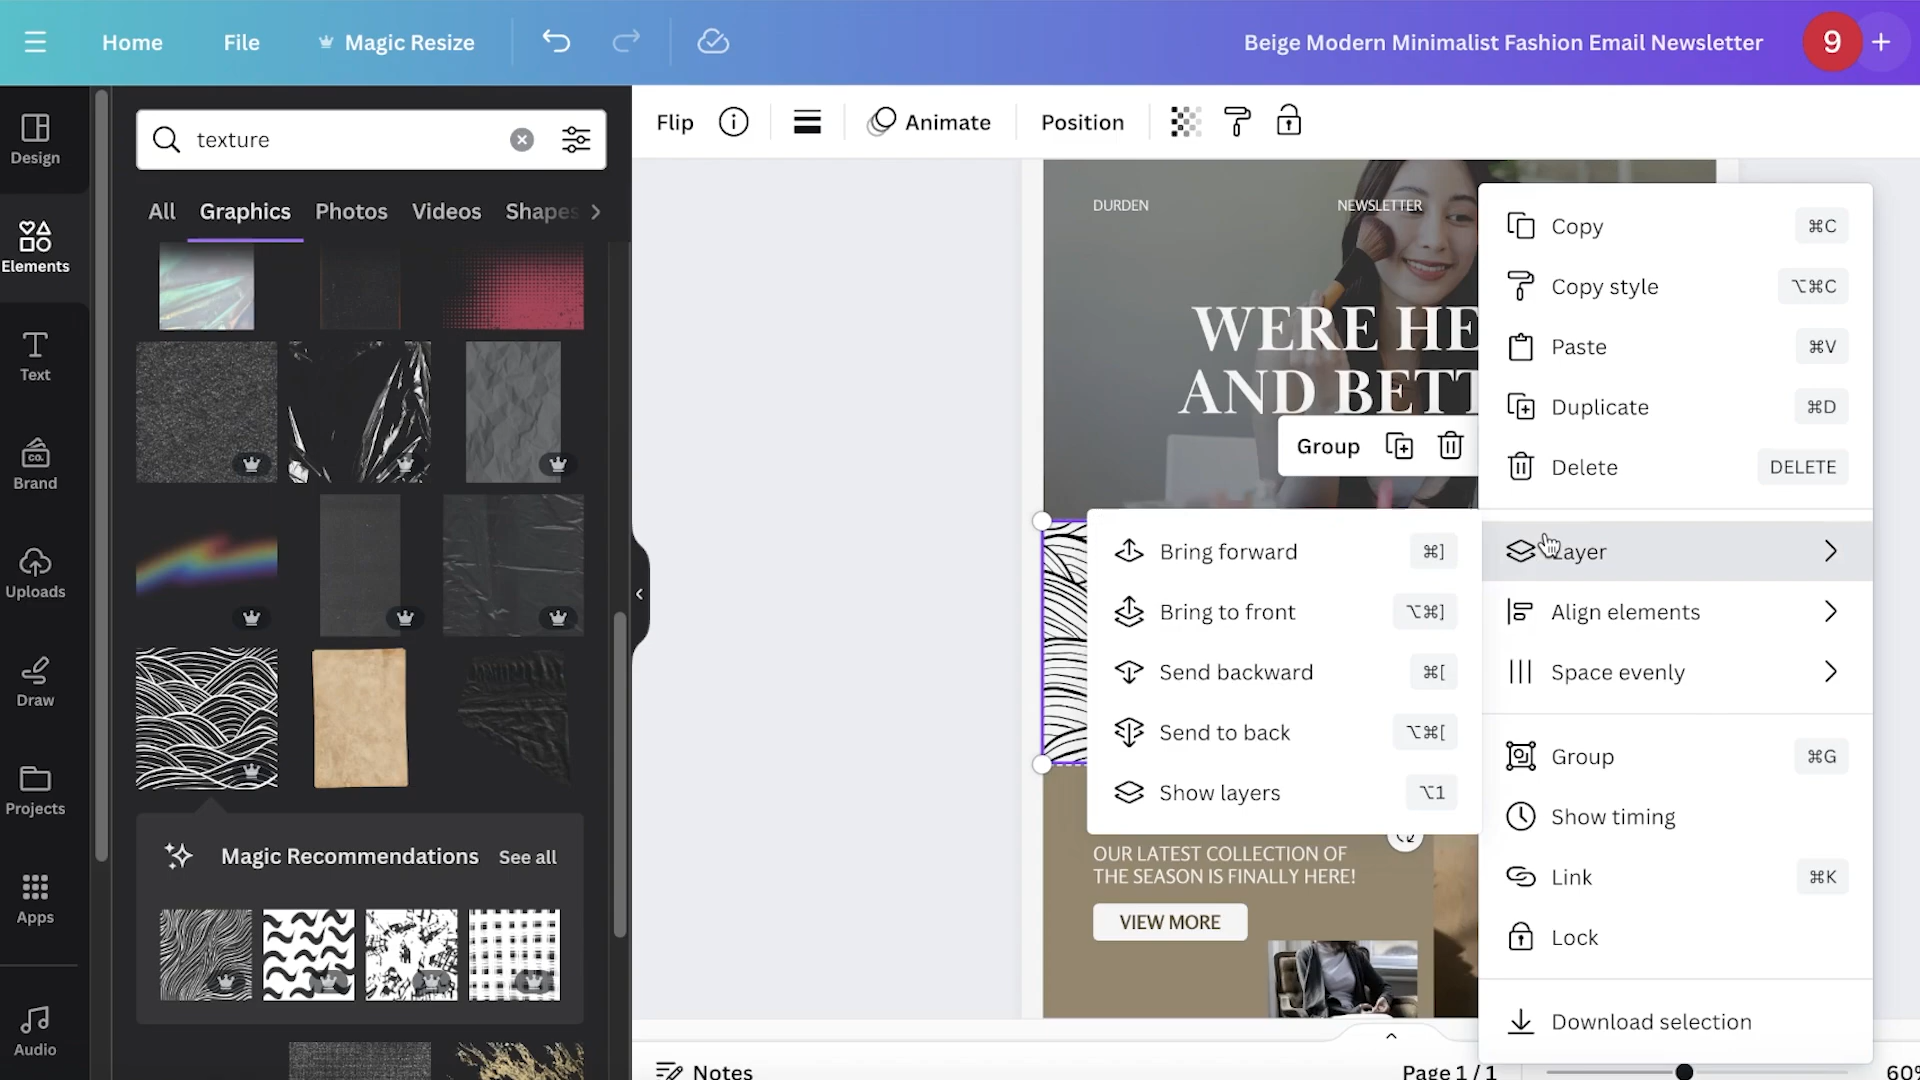 Home
File
Magic Resize
Beige Modern Minimalist Fashion Email Newsletter
9
Design
Elements
Text
Brand
CO.
Uploads
Draw
Projects
Apps
Audio
texture
All
Graphics
Photos
Videos
Shapes
Magic Recommendations
See all
Flip
Animate
Position
DURDEN
NEWSLETTER
WERE HE
AND BETT
Group
Copy
⌘C
Copy style
⌥⌘C
Paste
⌘V
Duplicate
⌘D
Delete
DELETE
Layer
Align elements
Space evenly
Group
⌘G
Show timing
Link
⌘K
Lock
Download selection
Bring forward
⌘]
Bring to front
⌥⌘]
Send backward
⌘[
Send to back
⌥⌘[
Show layers
⌥1
OUR LATEST COLLECTION OF
THE SEASON IS FINALLY HERE!
VIEW MORE
Notes
Page 1 / 1
60%